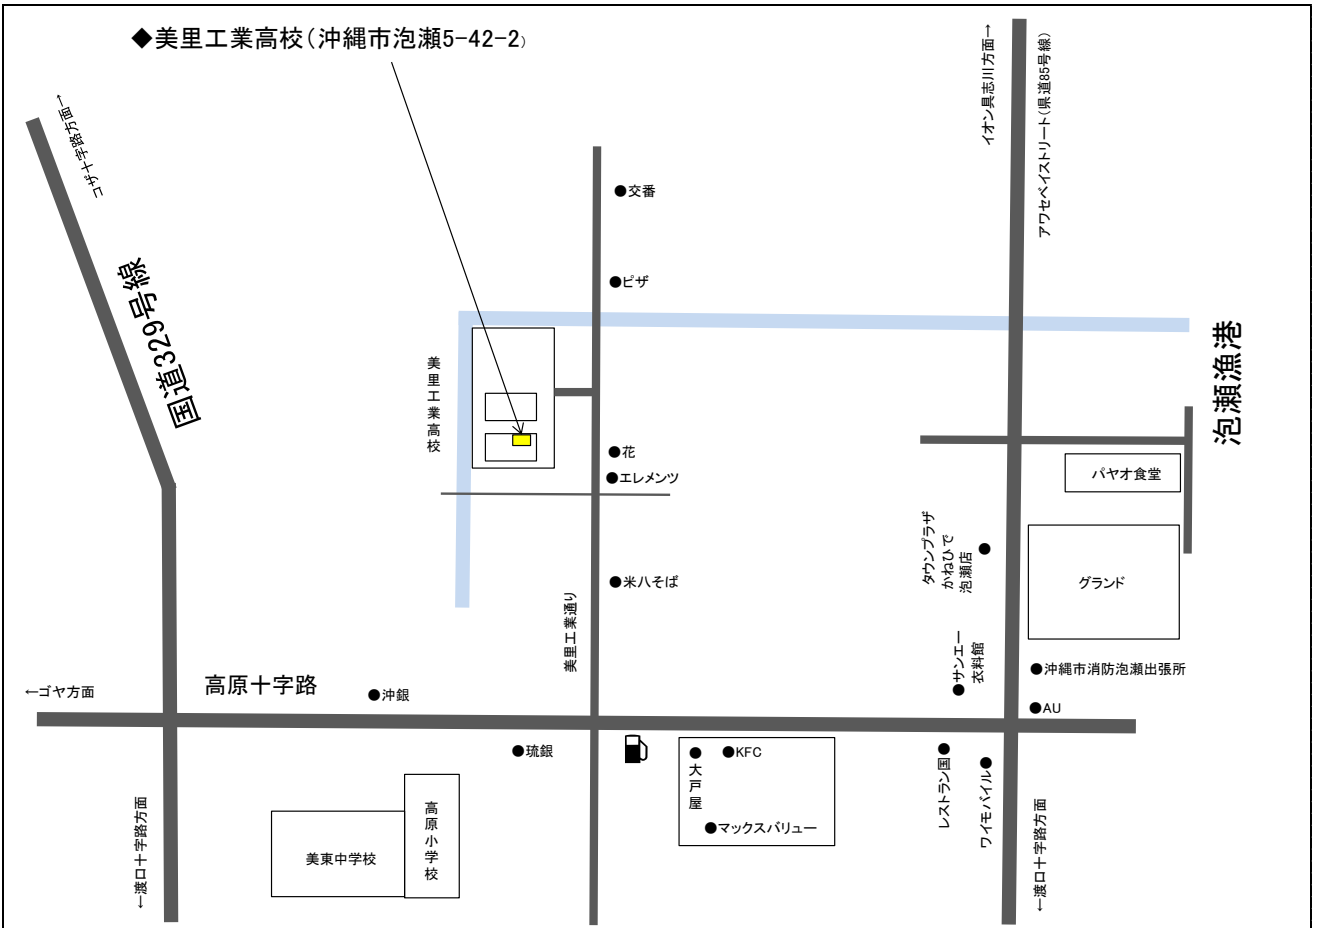 ◆美里工業高校(沖縄市泡瀬5-42-2)
イオン具志川方面→
アワセベイストリート(県道85号線)
コザ十字路方面→
●交番
国道329号線
●ピザ
美里工業高校
泡瀬漁港
●花
パヤオ食堂
●エレメンツ
タウンプラザ
かねひで
泡瀬店
●
●米八そば
グランド
美里工業通り
●サンエー
衣料館
●沖縄市消防泡瀬出張所
高原十字路
←ゴヤ方面
●沖銀
●AU
●琉銀
●大戸屋
●KFC
レストラン国●
ワイモバイル●
←渡口十字路方面
高原小学校
●マックスバリュー
←渡口十字路方面
美東中学校